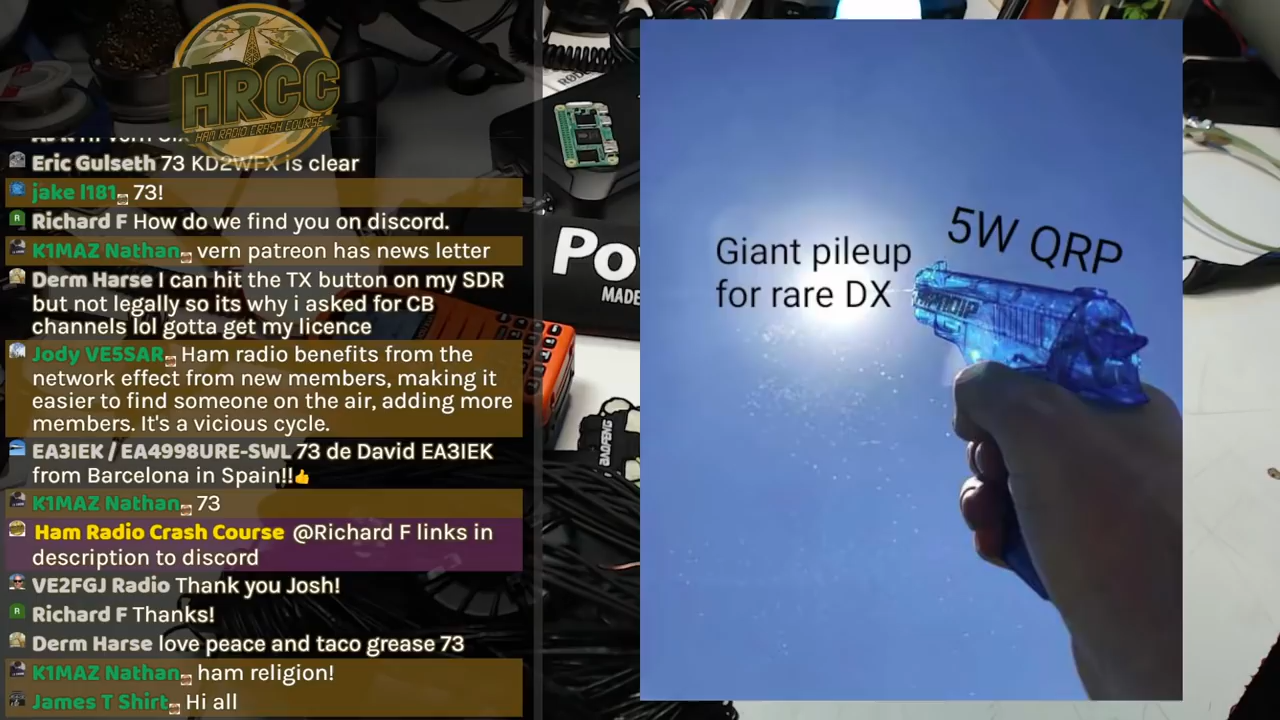 HRCC
HAM RADIO CRASH COURSE
Eric Gulseth 73 KD2WFX is clear
jake l181 73!
Richard F How do we find you on discord.
K1MAZ Nathan vern patreon has news letter
Derm Harse I can hit the TX button on my SDR
but not legally so its why i asked for CB
channels lol gotta get my licence
Jody VE5SAR Ham radio benefits from the
network effect from new members, making it
easier to find someone on the air, adding more
members. It's a vicious cycle.
EA3IEK / EA4998URE-SWL 73 de David EA3IEK
from Barcelona in Spain!!👍
K1MAZ Nathan 73
Ham Radio Crash Course @Richard F links in
description to discord
VE2FGJ Radio Thank you Josh!
R Richard F Thanks!
Derm Harse love peace and taco grease 73
K1MAZ Nathan ham religion!
James T Shirt Hi all
RØDE
Po
MADE
BAOFENG
Giant pileup
for rare DX
5W QRP